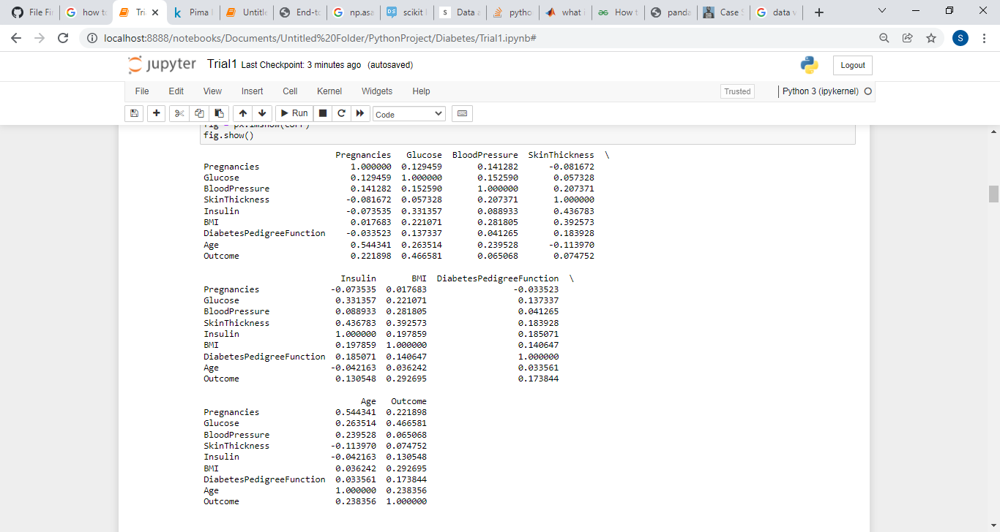 File Fi
how to
Tri
Pima
Untitle
End-to
np.asa
scikit
Data a
pytho
what i
How t
panda
Case S
data v
localhost:8888/notebooks/Documents/Untitled%20Folder/PythonProject/Diabetes/Trial1.ipynb#
S
jupyter Trial1 Last Checkpoint: 3 minutes ago (autosaved)
Logout
File Edit View Insert Cell Kernel Widgets Help
Trusted
Python 3 (ipykernel)
Run
Code
fig = px.imshow(corr)
fig.show()
Pregnancies Glucose BloodPressure SkinThickness \
Pregnancies 1.000000 0.129459 0.141282 -0.081672
Glucose 0.129459 1.000000 0.152590 0.057328
BloodPressure 0.141282 0.152590 1.000000 0.207371
SkinThickness -0.081672 0.057328 0.207371 1.000000
Insulin -0.073535 0.331357 0.088933 0.436783
BMI 0.017683 0.221071 0.281805 0.392573
DiabetesPedigreeFunction -0.033523 0.137337 0.041265 0.183928
Age 0.544341 0.263514 0.239528 -0.113970
Outcome 0.221898 0.466581 0.065068 0.074752
Insulin BMI DiabetesPedigreeFunction \
Pregnancies -0.073535 0.017683 -0.033523
Glucose 0.331357 0.221071 0.137337
BloodPressure 0.088933 0.281805 0.041265
SkinThickness 0.436783 0.392573 0.183928
Insulin 1.000000 0.197859 0.185071
BMI 0.197859 1.000000 0.140647
DiabetesPedigreeFunction 0.185071 0.140647 1.000000
Age -0.042163 0.036242 0.033561
Outcome 0.130548 0.292695 0.173844
Age Outcome
Pregnancies 0.544341 0.221898
Glucose 0.263514 0.466581
BloodPressure 0.239528 0.065068
SkinThickness -0.113970 0.074752
Insulin -0.042163 0.130548
BMI 0.036242 0.292695
DiabetesPedigreeFunction 0.033561 0.173844
Age 1.000000 0.238356
Outcome 0.238356 1.000000